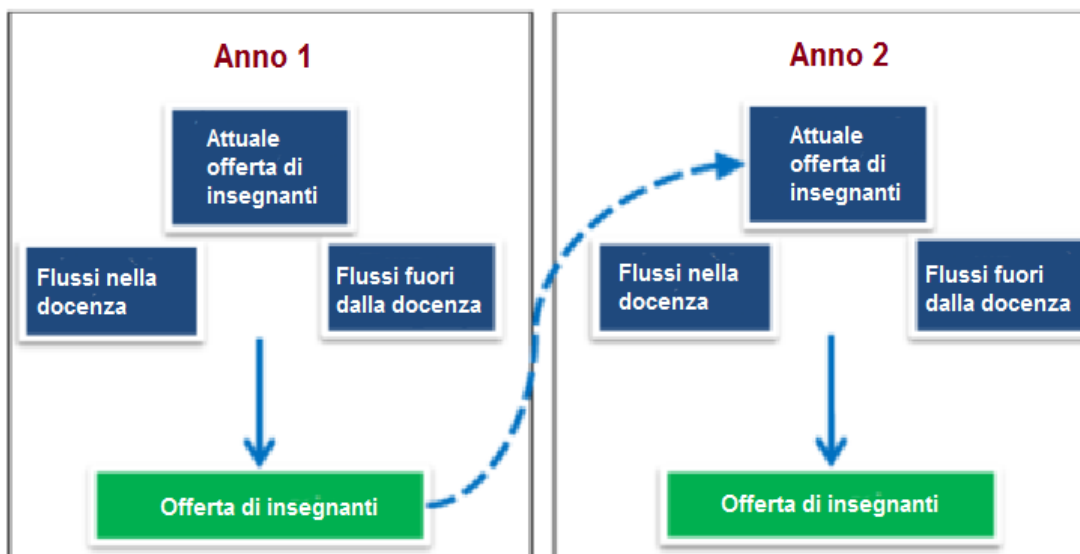 Anno 1
Attuale
offerta di
insegnanti
Flussi nella
docenza
Flussi fuori
dalla docenza
Offerta di insegnanti
Anno 2
Attuale
offerta di
insegnanti
Flussi nella
docenza
Flussi fuori
dalla docenza
Offerta di insegnanti